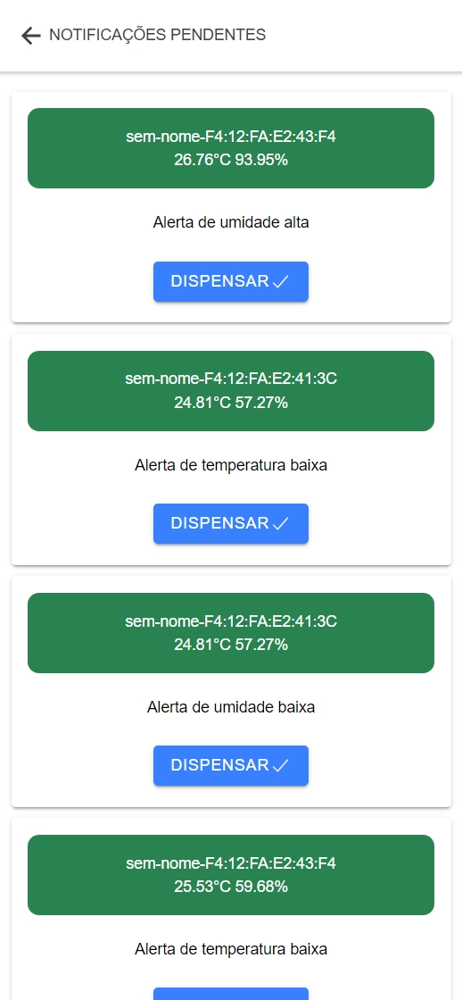 NOTIFICAÇÕES PENDENTES
sem-nome-F4:12:FA:E2:43:F4
26.76°C 93.95%
Alerta de umidade alta
DISPENSAR
sem-nome-F4:12:FA:E2:41:3C
24.81°C 57.27%
Alerta de temperatura baixa
DISPENSAR
sem-nome-F4:12:FA:E2:41:3C
24.81°C 57.27%
Alerta de umidade baixa
DISPENSAR
sem-nome-F4:12:FA:E2:43:F4
25.53°C 59.68%
Alerta de temperatura baixa